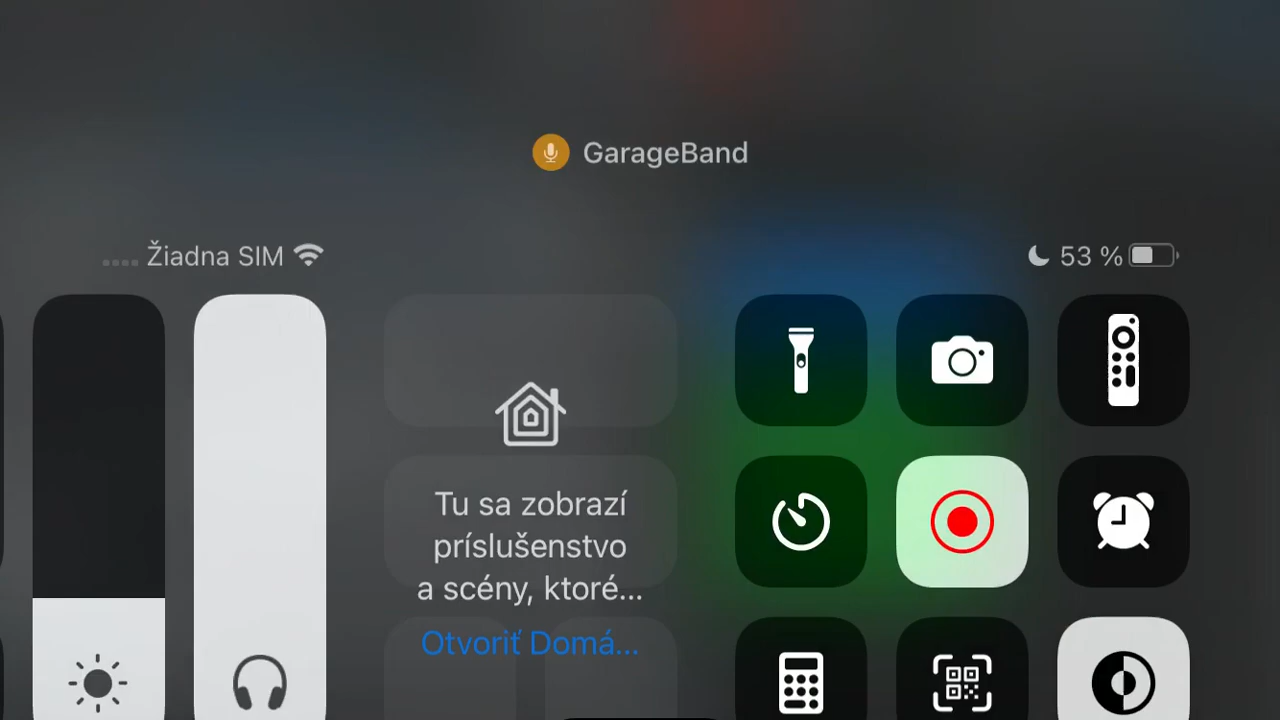 GarageBand
Žiadna SIM
53 %
Tu sa zobrazí
príslušenstvo
a scény, ktoré...
Otvoriť Domá...